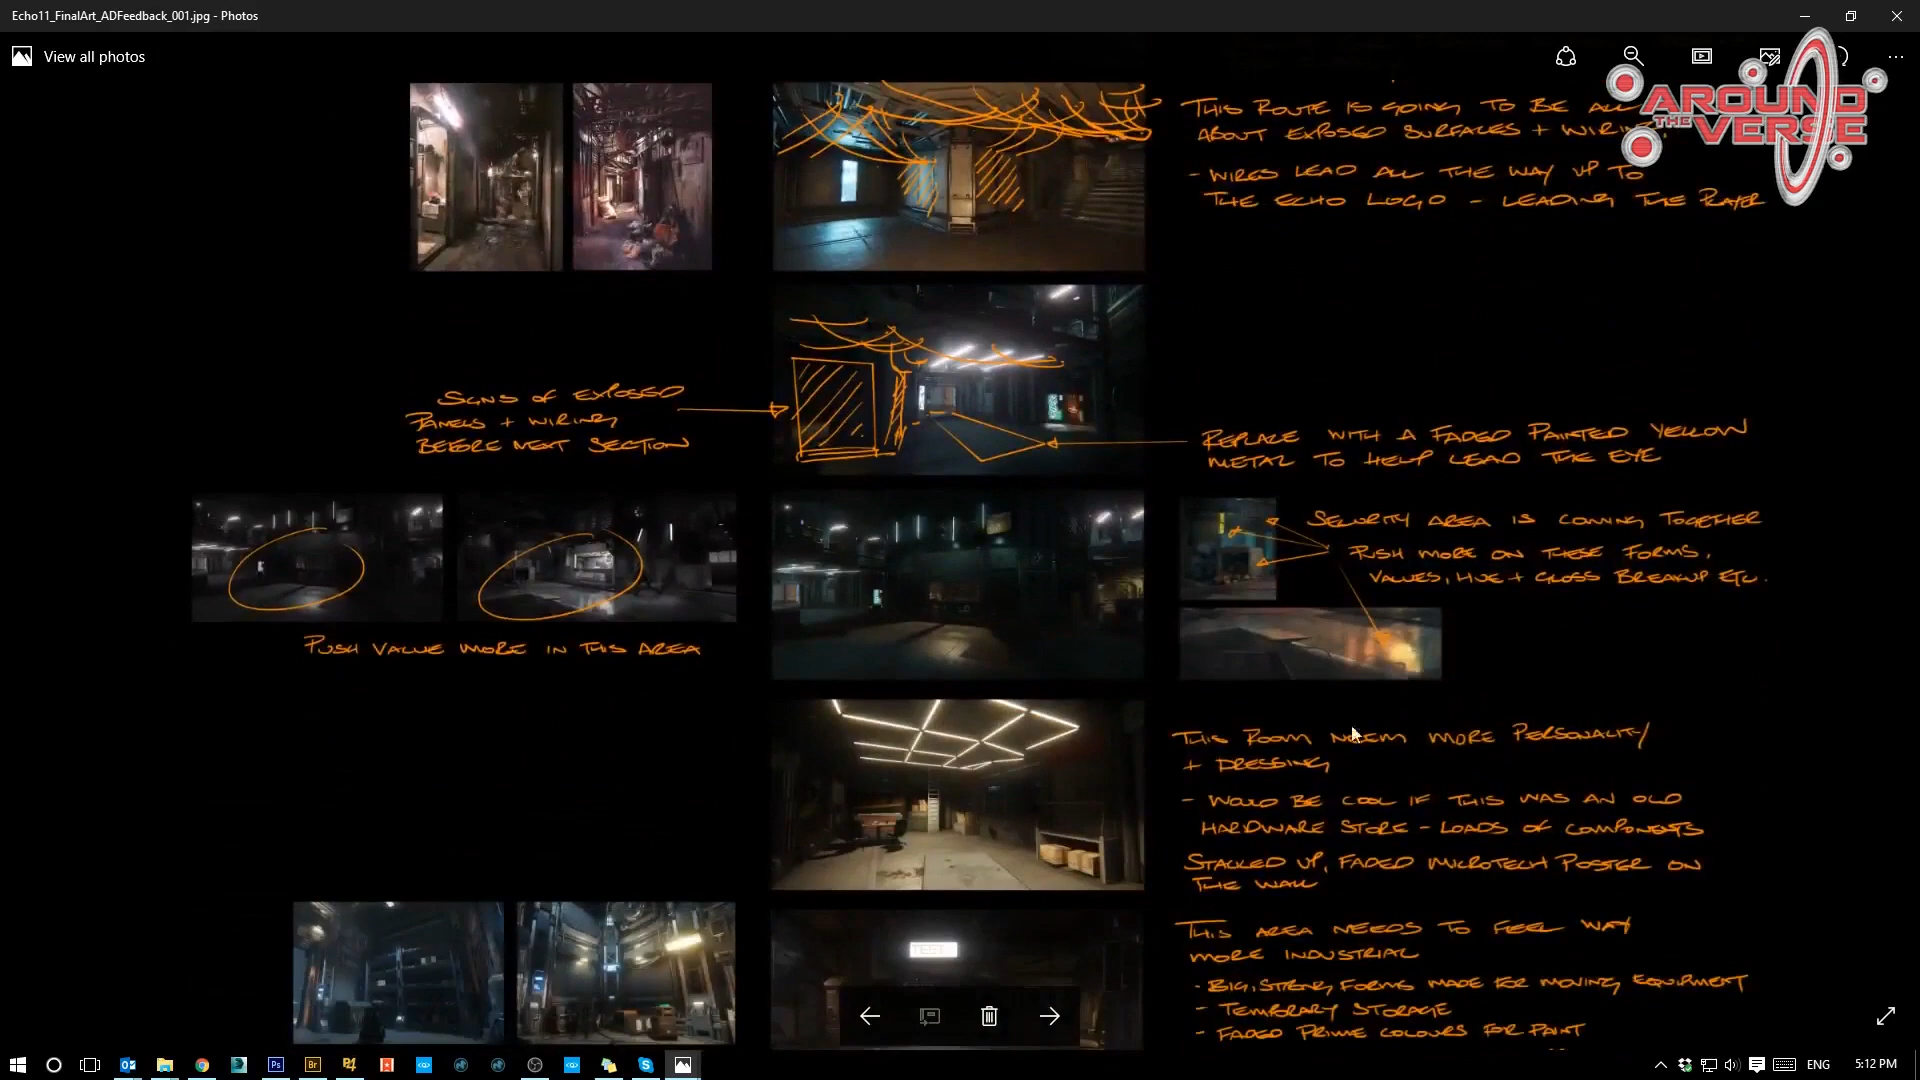 Echo11_FinalArt_ADFeedback_001.jpg - Photos
View all photos
AROUND
THE VERSE
THIS ROUTE IS GOING TO BE ALL
ABOUT EXPOSED SURFACES + WIRING.
- WIRES LEAD ALL THE WAY UP TO
THE ECHO LOGO - LEADING THE PLAYER
SIGNS OF EXPOSED
PANELS + WIRING
BEFORE NEXT SECTION
REPLACE WITH A FADED PAINTED YELLOW
METAL TO HELP LEAD THE EYE
SECURITY AREA IS COMING TOGETHER
PUSH MORE ON THESE FORMS,
VALUES, HUE + GLOSS BREAKUP ETC.
PUSH VALUE MORE IN THIS AREA
THIS ROOM MORE PERSONALITY
+ DRESSING
- WOULD BE COOL IF THIS WAS AN OLD
HARDWARE STORE - LOADS OF COMPONENTS
STACKED UP, FADED MICROTECH POSTER ON
THE WALL
TEST
THIS AREA NEEDS TO FEEL WAY
MORE INDUSTRIAL
- BIG, STRONG FORMS MADE FOR MOVING EQUIPMENT
- TEMPORARY STORAGE
- FADED PRIME COLOURS FOR PAINT
Ps
Br
P4
ENG
5:12 PM